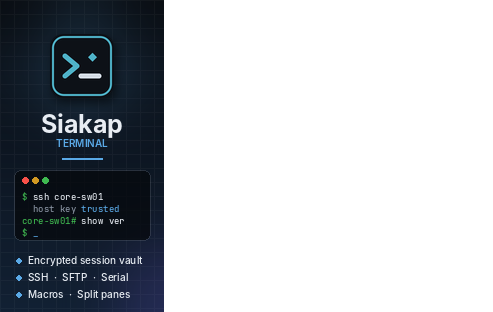 Siakap
TERMINAL
$ ssh core-sw01
host key trusted
core-sw01# show ver
$ _
Encrypted session vault
SSH · SFTP · Serial
Macros · Split panes